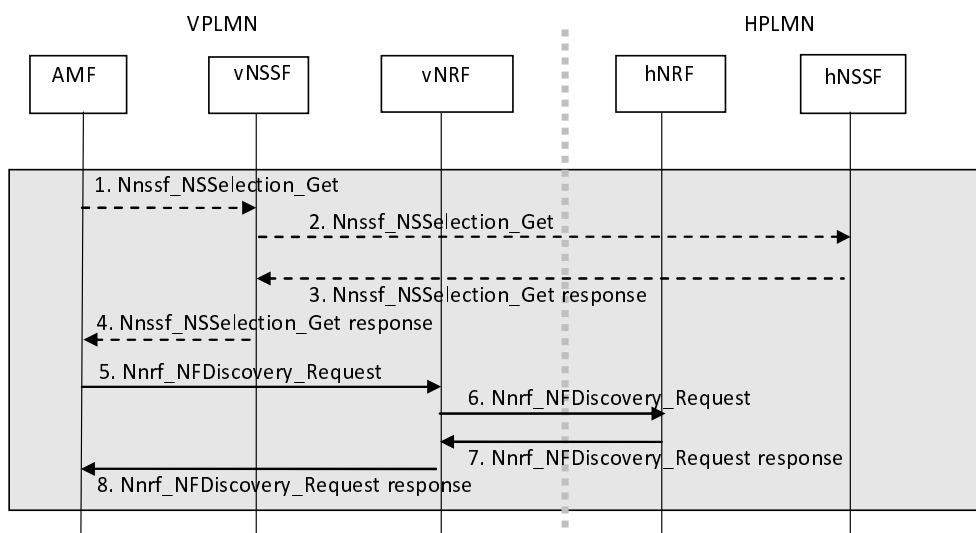 VPLMN
HPLMN
AMF
vNSSF
vNRF
hNRF
hNSSF
1. Nnssf_NSSelection_Get
2. Nnssf_NSSelection_Get
3. Nnssf_NSSelection_Get response
4. Nnssf_NSSelection_Get response
5. Nnrf_NFDiscovery_Request
6. Nnrf_NFDiscovery_Request
7. Nnrf_NFDiscovery_Request response
8. Nnrf_NFDiscovery_Request response